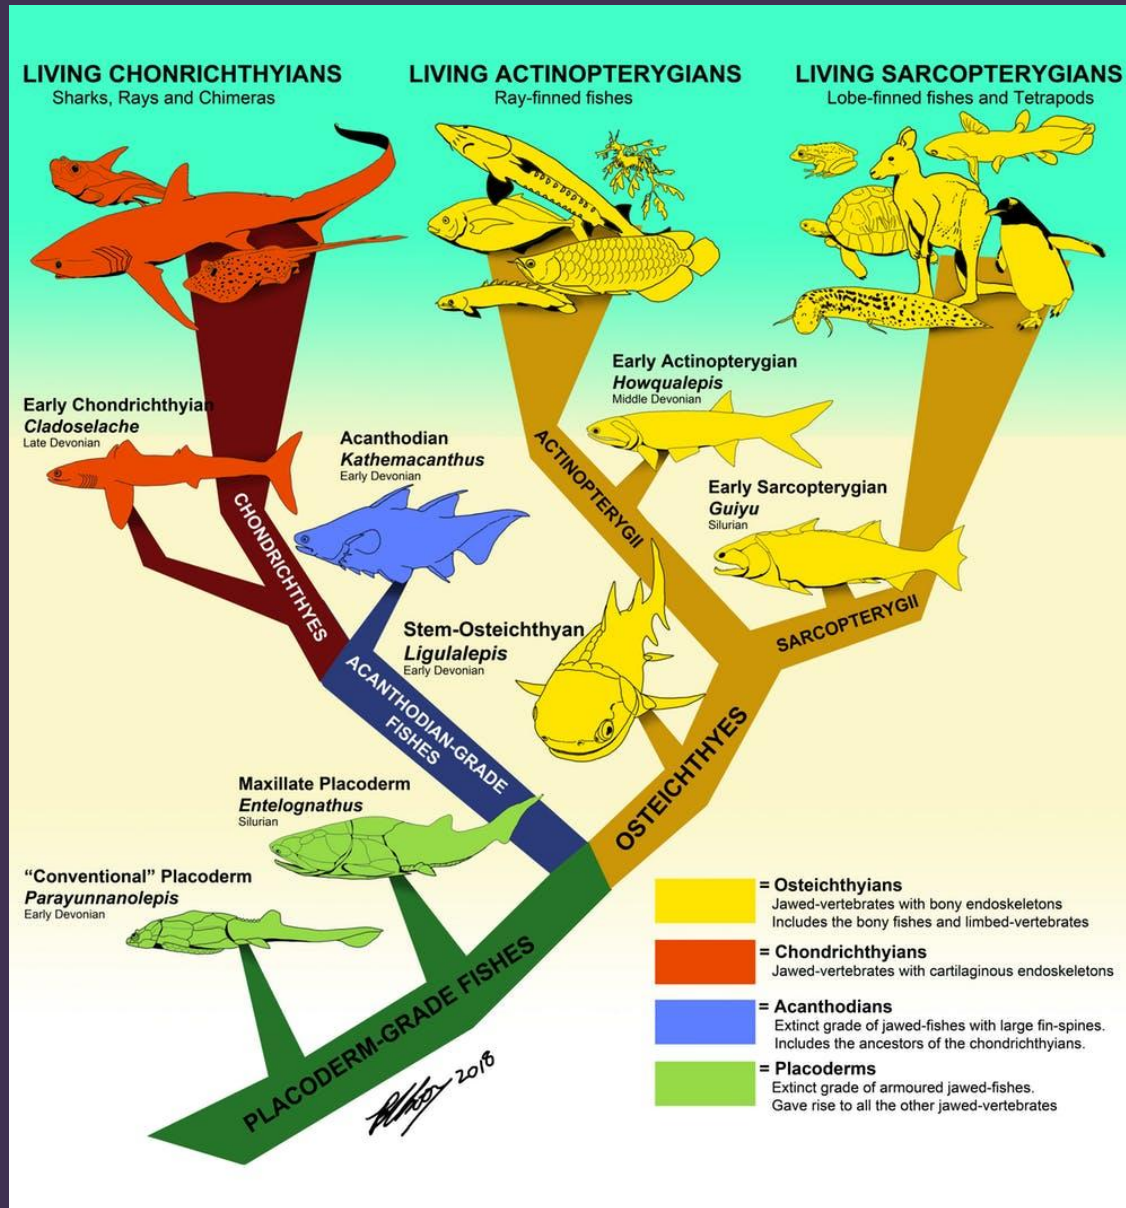 LIVING CHONRICHTHYIANS
Sharks, Rays and Chimeras
LIVING ACTINOPTERYGIANS
Ray-finned fishes
LIVING SARCOPTERYGIANS
Lobe-finned fishes and Tetrapods
Early Chondrichthyian
Cladoselache
Late Devonian
Acanthodian
Kathemacanthus
Early Devonian
Early Actinopterygian
Howqualepis
Middle Devonian
Early Sarcopterygian
Guiyu
Silurian
CHONDRICHTHYES
ACTINOPTERYGII
SARCOPTERYGII
Stem-Osteichthyan
Ligulalepis
Early Devonian
ACANTHODIAN-GRADE
FISHES
OSTEICHTHYES
Maxillate Placoderm
Entelognathus
Silurian
“Conventional” Placoderm
Parayunnanolepis
Early Devonian
PLACODERM-GRADE FISHES
2018
= Osteichthyians
Jawed-vertebrates with bony endoskeletons
Includes the bony fishes and limbed-vertebrates
= Chondrichthyians
Jawed-vertebrates with cartilaginous endoskeletons
= Acanthodians
Extinct grade of jawed-fishes with large fin-spines.
Includes the ancestors of the chondrichthyians.
= Placoderms
Extinct grade of armoured jawed-fishes.
Gave rise to all the other jawed-vertebrates